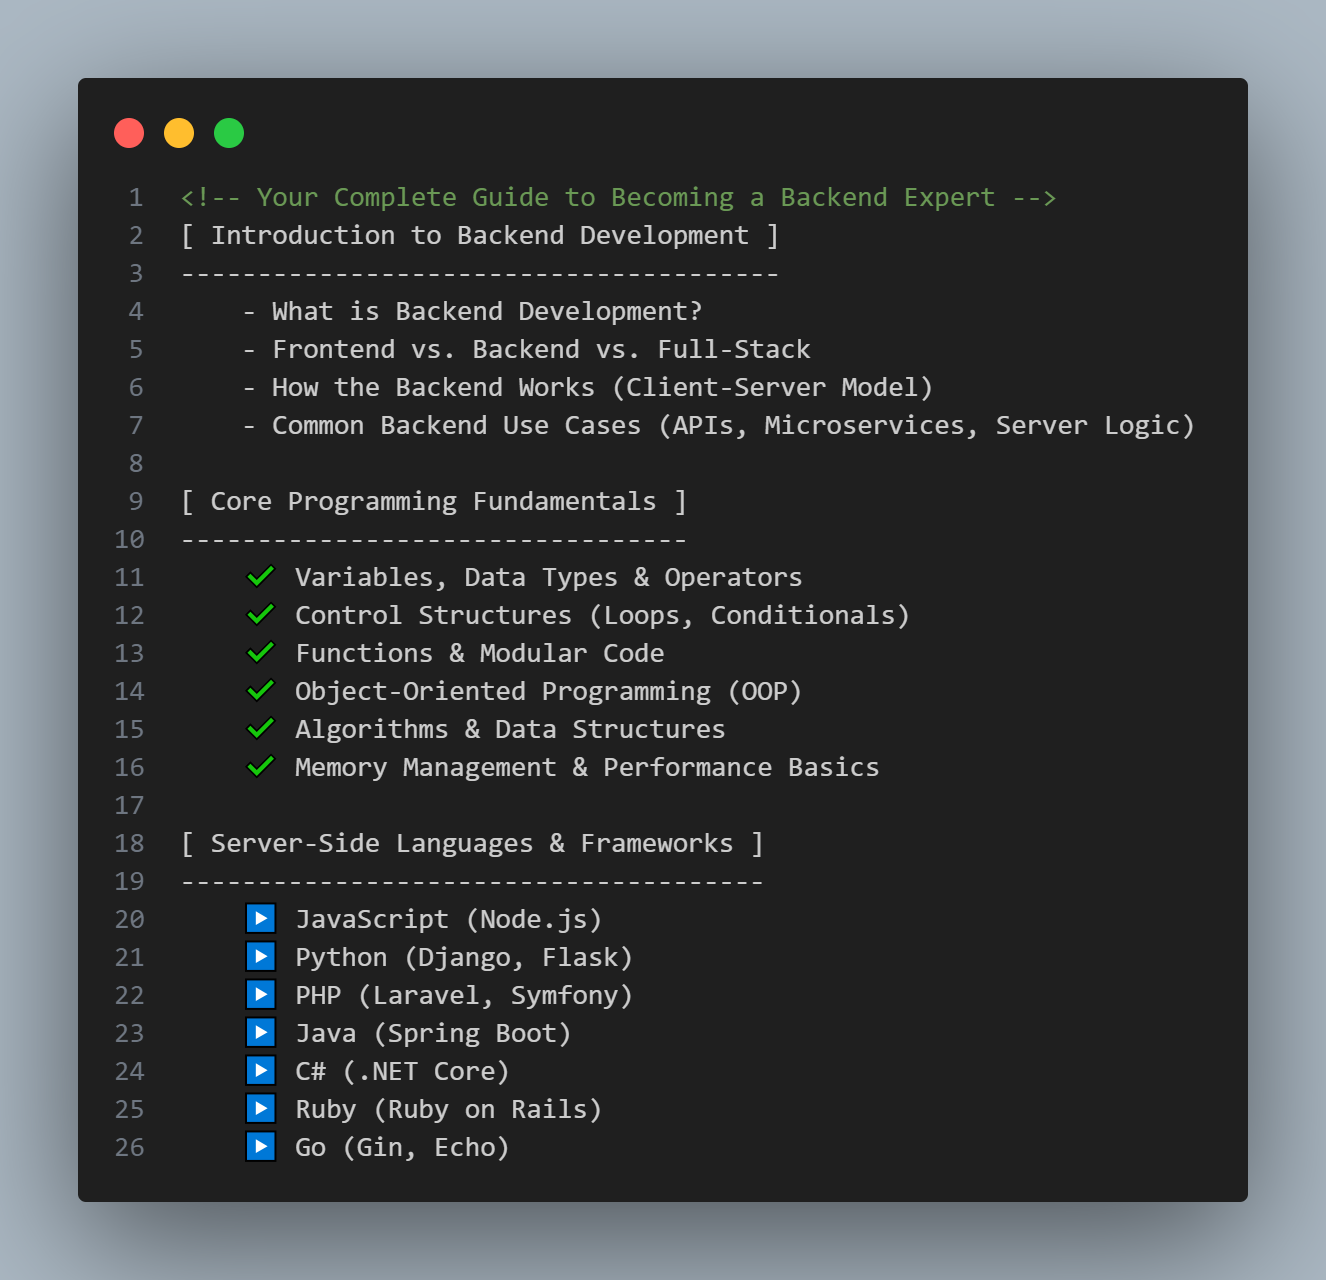 1 <!-- Your Complete Guide to Becoming a Backend Expert -->
2 [ Introduction to Backend Development ]
3 ---------------------------------------
4     - What is Backend Development?
5     - Frontend vs. Backend vs. Full-Stack
6     - How the Backend Works (Client-Server Model)
7     - Common Backend Use Cases (APIs, Microservices, Server Logic)
8
9 [ Core Programming Fundamentals ]
10 ---------------------------------
11     ✔ Variables, Data Types & Operators
12     ✔ Control Structures (Loops, Conditionals)
13     ✔ Functions & Modular Code
14     ✔ Object-Oriented Programming (OOP)
15     ✔ Algorithms & Data Structures
16     ✔ Memory Management & Performance Basics
17
18 [ Server-Side Languages & Frameworks ]
19 --------------------------------------
20     ▶ JavaScript (Node.js)
21     ▶ Python (Django, Flask)
22     ▶ PHP (Laravel, Symfony)
23     ▶ Java (Spring Boot)
24     ▶ C# (.NET Core)
25     ▶ Ruby (Ruby on Rails)
26     ▶ Go (Gin, Echo)